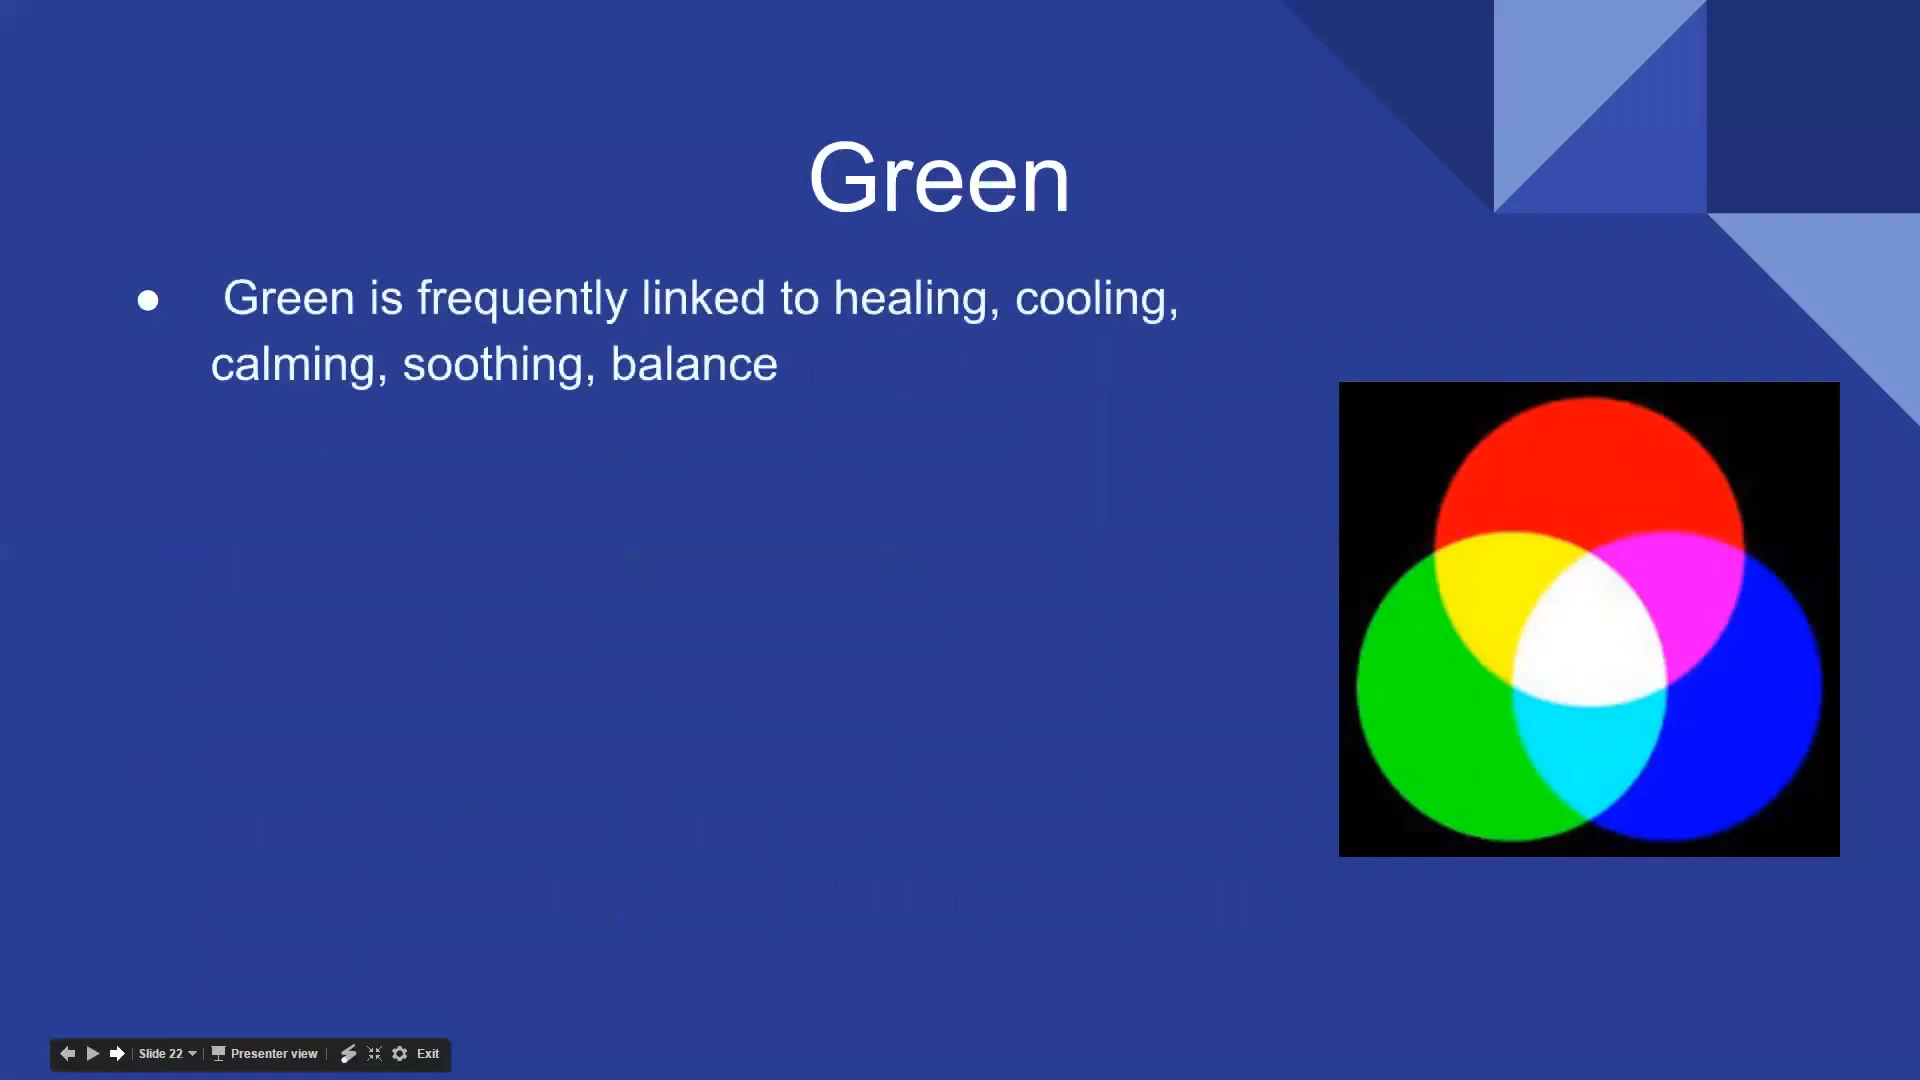 Green
● Green is frequently linked to healing, cooling,
calming, soothing, balance
Slide 22 Presenter view Exit